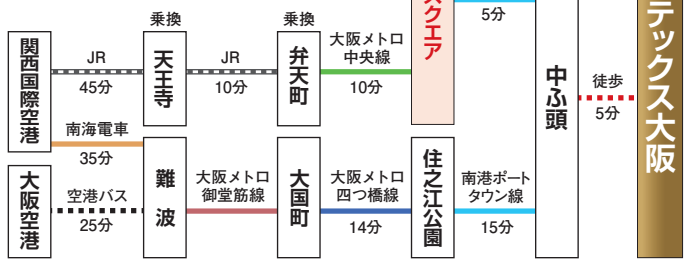 乗換
乗換
スクエア
5分
テックス大阪
関西国際空港
JR
45分
天王寺
JR
10分
弁天町
大阪メトロ
中央線
10分
中ふ頭
徒歩
5分
南海電車
35分
大阪空港
空港バス
25分
難波
大阪メトロ
御堂筋線
大国町
大阪メトロ
四つ橋線
14分
住之江公園
南港ポート
タウン線
15分